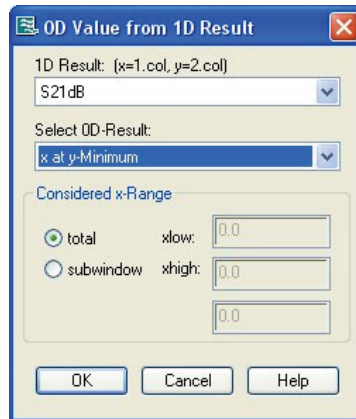 0D Value from 1D Result
1D Result: (x=1.col, y=2.col)
S21dB
Select 0D-Result:
x at y-Minimum
Considered x-Range
total xlow: 0.0
subwindow xhigh: 0.0
0.0
OK Cancel Help